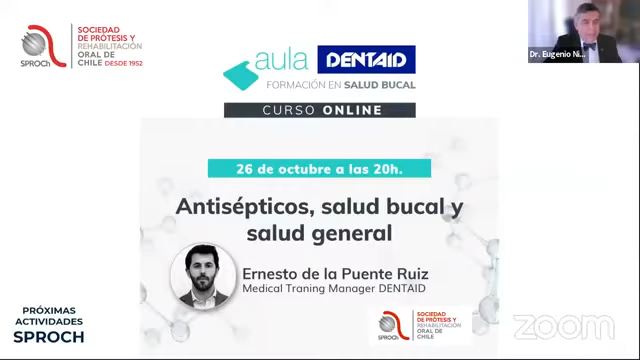 SPROCh
SOCIEDAD
DE PRÓTESIS Y
REHABILITACIÓN
ORAL DE
CHILE DESDE 1952
aula DENTAID
FORMACIÓN EN SALUD BUCAL
CURSO ONLINE
Dr. Eugenio Ni...
26 de octubre a las 20h.
Antisépticos, salud bucal y
salud general
Ernesto de la Puente Ruiz
Medical Traning Manager DENTAID
SPROCh
SOCIEDAD
DE PRÓTESIS Y
REHABILITACIÓN
ORAL DE CHILE
PRÓXIMAS
ACTIVIDADES
SPROCH
zoom